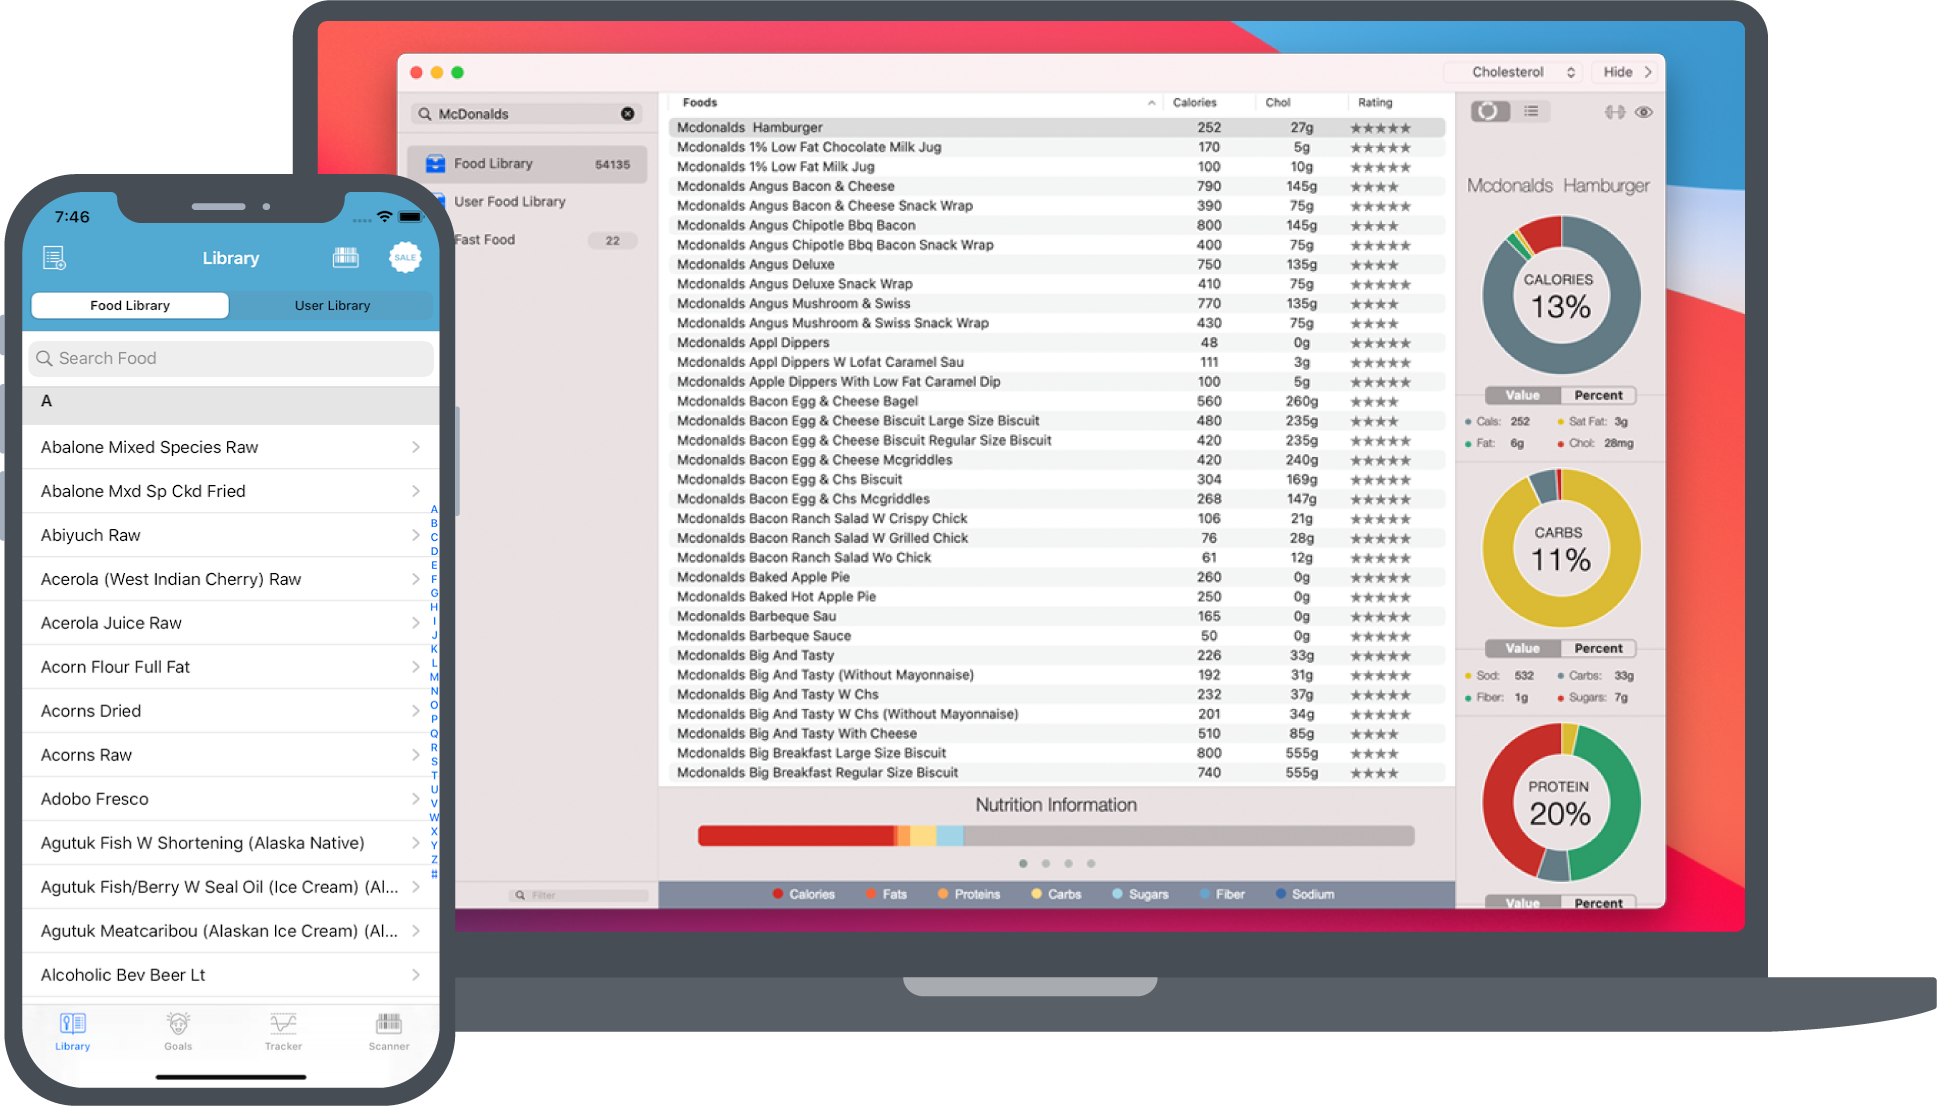 Cholesterol
Hide
McDonalds
Food Library 54135
User Food Library
Fast Food 22
Filter
Foods Calories Chol Rating
Mcdonalds Hamburger 252 27g ★★★★★
Mcdonalds 1% Low Fat Chocolate Milk Jug 170 5g ★★★★★
Mcdonalds 1% Low Fat Milk Jug 100 10g ★★★★★
Mcdonalds Angus Bacon & Cheese 790 145g ★★★★
Mcdonalds Angus Bacon & Cheese Snack Wrap 390 75g ★★★★★
Mcdonalds Angus Chipotle Bbq Bacon 800 145g ★★★★
Mcdonalds Angus Chipotle Bbq Bacon Snack Wrap 400 75g ★★★★★
Mcdonalds Angus Deluxe 750 135g ★★★★
Mcdonalds Angus Deluxe Snack Wrap 410 75g ★★★★★
Mcdonalds Angus Mushroom & Swiss 770 135g ★★★★
Mcdonalds Angus Mushroom & Swiss Snack Wrap 430 75g ★★★★
Mcdonalds Appl Dippers 48 0g ★★★★★
Mcdonalds Appl Dippers W Lofat Caramel Sau 111 3g ★★★★★
Mcdonalds Apple Dippers With Low Fat Caramel Dip 100 5g ★★★★★
Mcdonalds Bacon Egg & Cheese Bagel 560 260g ★★★★
Mcdonalds Bacon Egg & Cheese Biscuit Large Size Biscuit 480 235g ★★★★
Mcdonalds Bacon Egg & Cheese Biscuit Regular Size Biscuit 420 235g ★★★★★
Mcdonalds Bacon Egg & Cheese Mcgriddles 420 240g ★★★★★
Mcdonalds Bacon Egg & Chs Biscuit 304 169g ★★★★★
Mcdonalds Bacon Egg & Chs Mcgriddles 268 147g ★★★★★
Mcdonalds Bacon Ranch Salad W Crispy Chick 106 21g ★★★★★
Mcdonalds Bacon Ranch Salad W Grilled Chick 76 28g ★★★★★
Mcdonalds Bacon Ranch Salad Wo Chick 61 12g ★★★★★
Mcdonalds Baked Apple Pie 260 0g ★★★★★
Mcdonalds Baked Hot Apple Pie 250 0g ★★★★★
Mcdonalds Barbeque Sau 165 0g ★★★★★
Mcdonalds Barbeque Sauce 50 0g ★★★★★
Mcdonalds Big And Tasty 226 33g ★★★★★
Mcdonalds Big And Tasty (Without Mayonnaise) 192 31g ★★★★★
Mcdonalds Big And Tasty W Chs 232 37g ★★★★★
Mcdonalds Big And Tasty W Chs (Without Mayonnaise) 201 34g ★★★★★
Mcdonalds Big And Tasty With Cheese 510 85g ★★★★
Mcdonalds Big Breakfast Large Size Biscuit 800 555g ★★★★
Mcdonalds Big Breakfast Regular Size Biscuit 740 555g ★★★★
Nutrition Information
Calories Fats Proteins Carbs Sugars Fiber Sodium
Mcdonalds Hamburger
CALORIES
13%
Value Percent
Cals: 252 Sat Fat: 3g
Fat: 6g Chol: 28mg
CARBS
11%
Value Percent
Sod: 532 Carbs: 33g
Fiber: 1g Sugars: 7g
PROTEIN
20%
Value Percent
7:46
Library
SALE
Food Library User Library
Search Food
A
Abalone Mixed Species Raw
Abalone Mxd Sp Ckd Fried
Abiyuch Raw
Acerola (West Indian Cherry) Raw
Acerola Juice Raw
Acorn Flour Full Fat
Acorns Dried
Acorns Raw
Adobo Fresco
Agutuk Fish W Shortening (Alaska Native)
Agutuk Fish/Berry W Seal Oil (Ice Cream) (Al...
Agutuk Meatcaribou (Alaskan Ice Cream) (Al...
Alcoholic Bev Beer Lt
A
B
C
D
E
F
G
H
I
J
K
L
M
N
O
P
Q
R
S
T
U
V
W
X
Y
Z
#
Library Goals Tracker Scanner